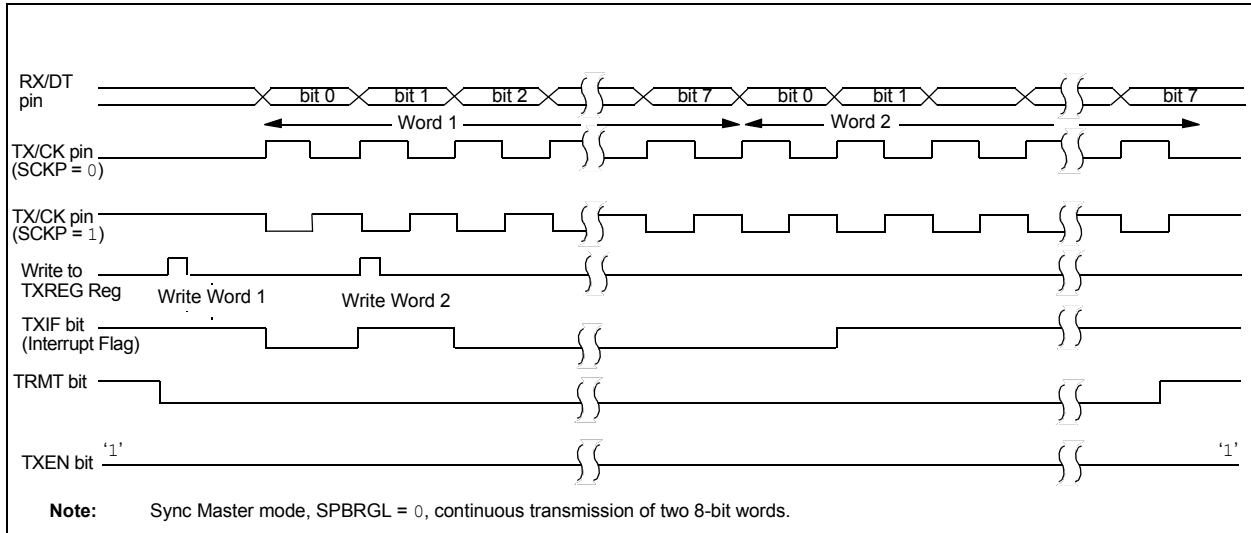 RX/DT
pin
bit 0 bit 1 bit 2 bit 7 bit 0 bit 1 bit 7
Word 1 Word 2
TX/CK pin
(SCKP = 0)
TX/CK pin
(SCKP = 1)
Write to
TXREG Reg
Write Word 1 Write Word 2
TXIF bit
(Interrupt Flag)
TRMT bit
TXEN bit ‘1’ ‘1’
Note: Sync Master mode, SPBRGL = 0, continuous transmission of two 8-bit words.